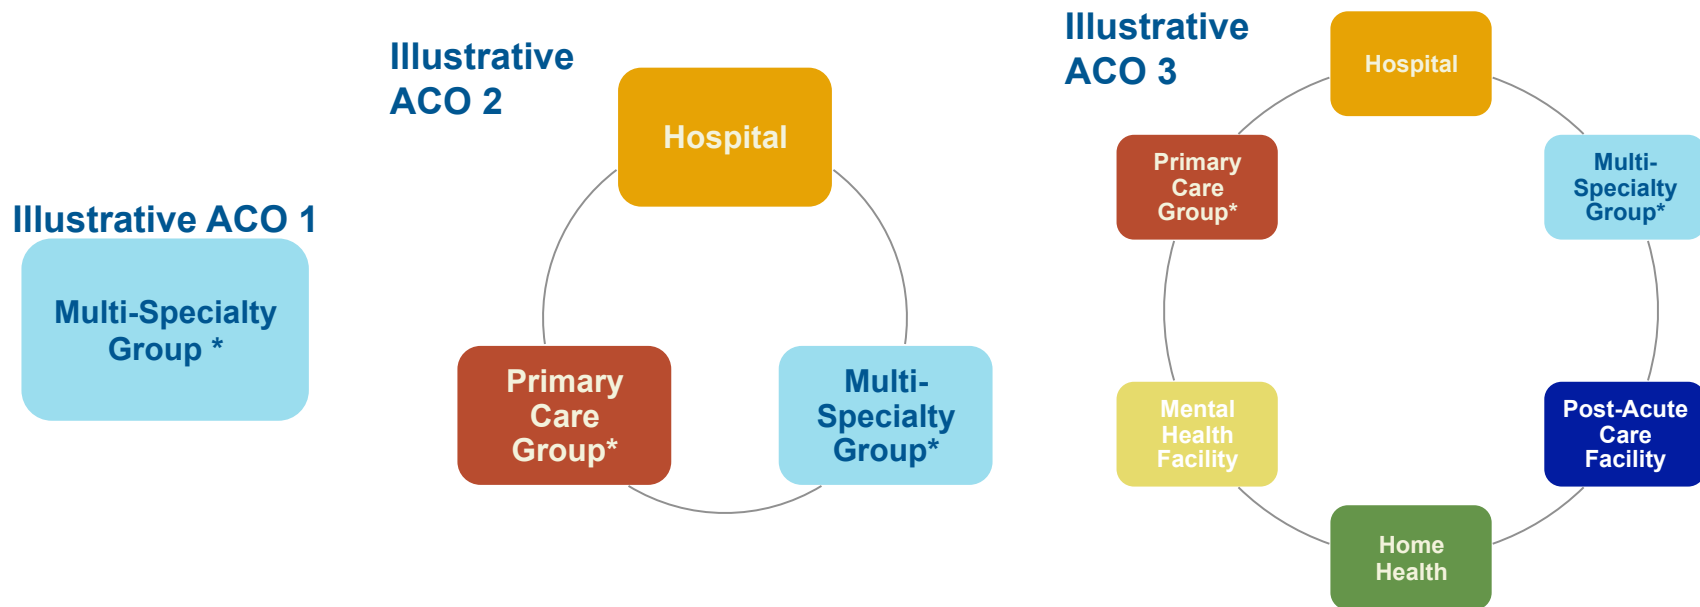 Illustrative ACO 1
Multi-Specialty
Group *
Illustrative
ACO 2
Hospital
Primary
Care
Group*
Multi-
Specialty
Group*
Illustrative
ACO 3
Hospital
Primary
Care
Group*
Multi-
Specialty
Group*
Mental
Health
Facility
Post-Acute
Care
Facility
Home
Health